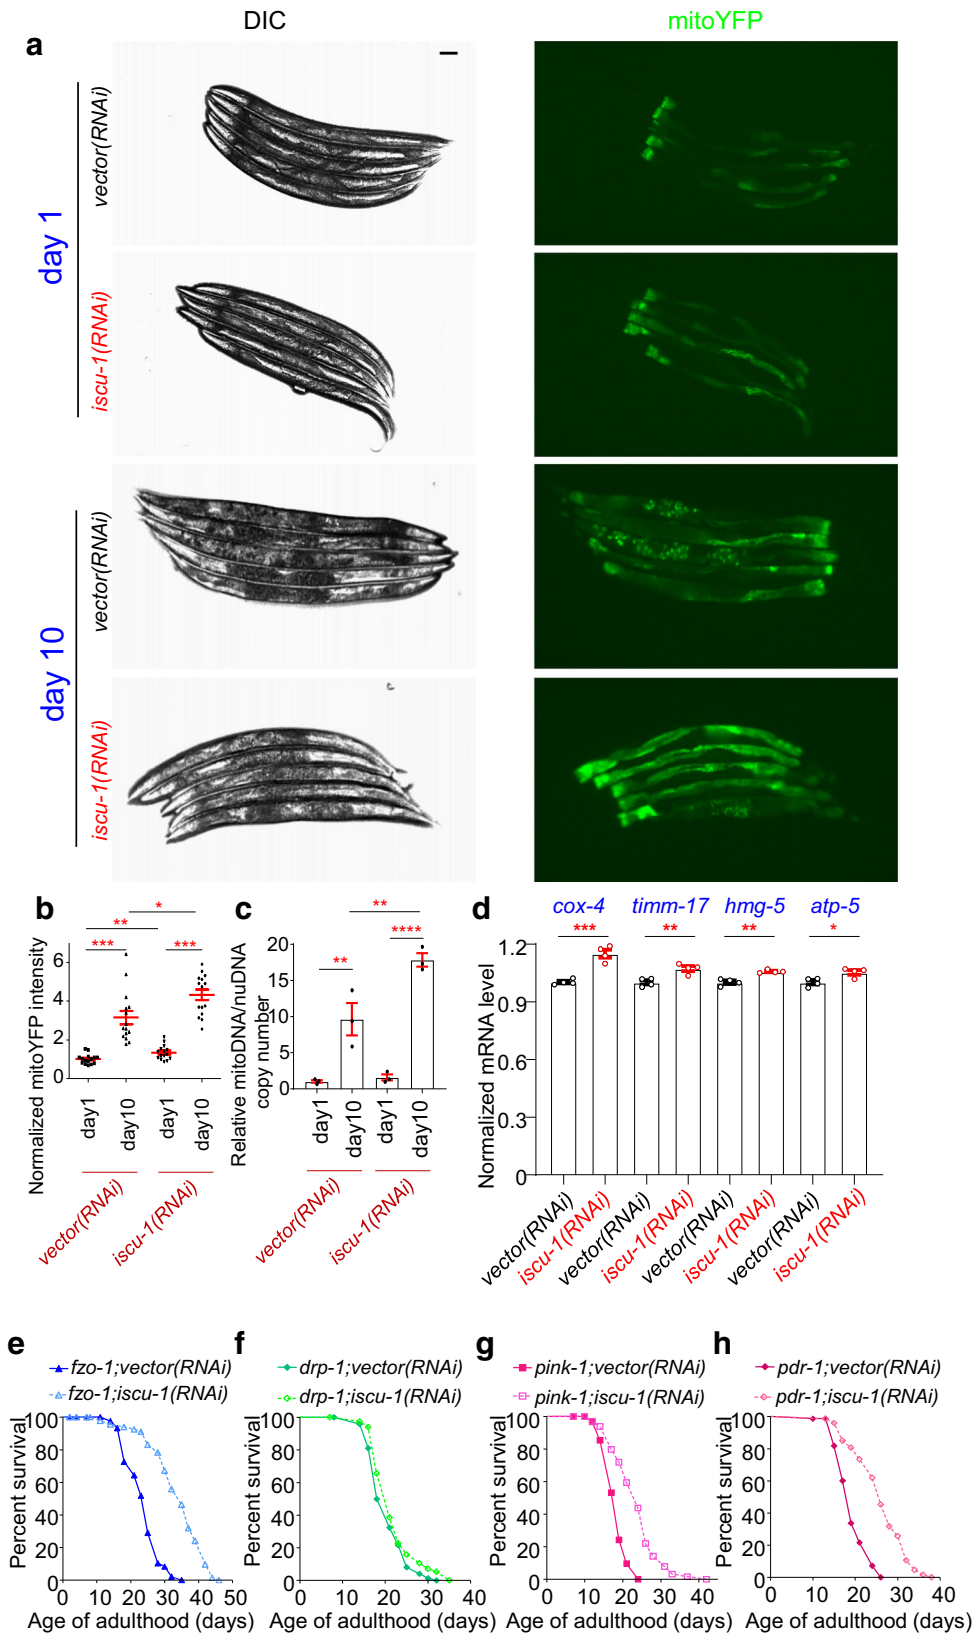 DIC
mitoYFP
a
day 1
vector(RNAi)
iscu-1(RNAi)
day 10
vector(RNAi)
iscu-1(RNAi)
b
Normalized mitoYFP intensity
6
4
2
0
***
**
*
***
day1
day10
day1
day10
vector(RNAi)
iscu-1(RNAi)
c
Relative mitoDNA/nuDNA
copy number
20
15
10
5
0
**
**
****
day1
day10
day1
day10
vector(RNAi)
iscu-1(RNAi)
d
cox-4 timm-17 hmg-5 atp-5
*** ** ** *
Normalized mRNA level
1.2
0.9
0.6
0.3
0
vector(RNAi)
iscu-1(RNAi)
vector(RNAi)
iscu-1(RNAi)
vector(RNAi)
iscu-1(RNAi)
vector(RNAi)
iscu-1(RNAi)
e
fzo-1;vector(RNAi)
fzo-1;iscu-1(RNAi)
Percent survival
100
80
60
40
20
0
0 10 20 30 40 50
Age of adulthood (days)
f
drp-1;vector(RNAi)
drp-1;iscu-1(RNAi)
Percent survival
100
80
60
40
20
0
0 10 20 30 40
Age of adulthood (days)
g
pink-1;vector(RNAi)
pink-1;iscu-1(RNAi)
Percent survival
100
80
60
40
20
0
0 10 20 30 40
Age of adulthood (days)
h
pdr-1;vector(RNAi)
pdr-1;iscu-1(RNAi)
Percent survival
100
80
60
40
20
0
0 10 20 30 40
Age of adulthood (days)